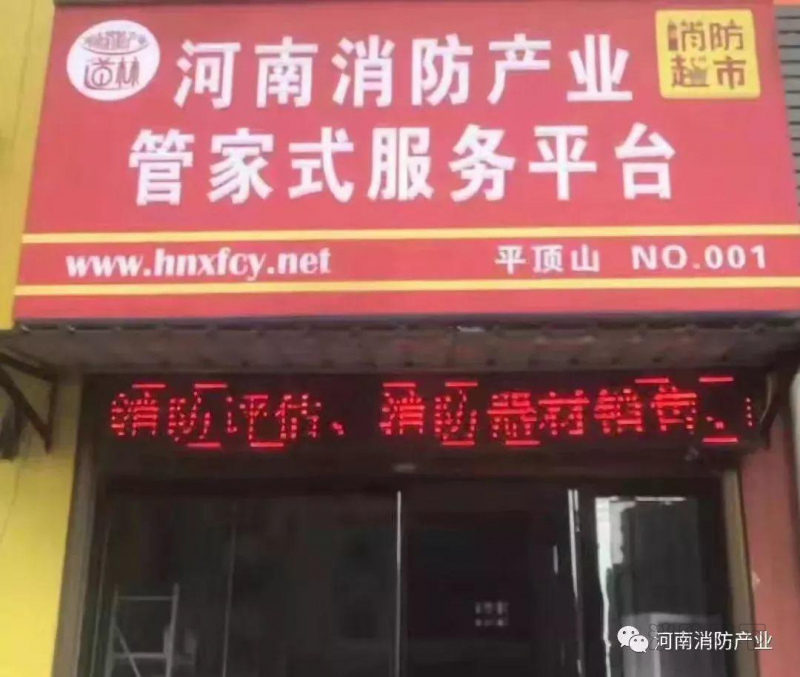 道林
消防
超市
河南消防产业
管家式服务平台
www.hnxfcy.net
平顶山 NO.001
消防评估、消防器材销售、
河南消防产业